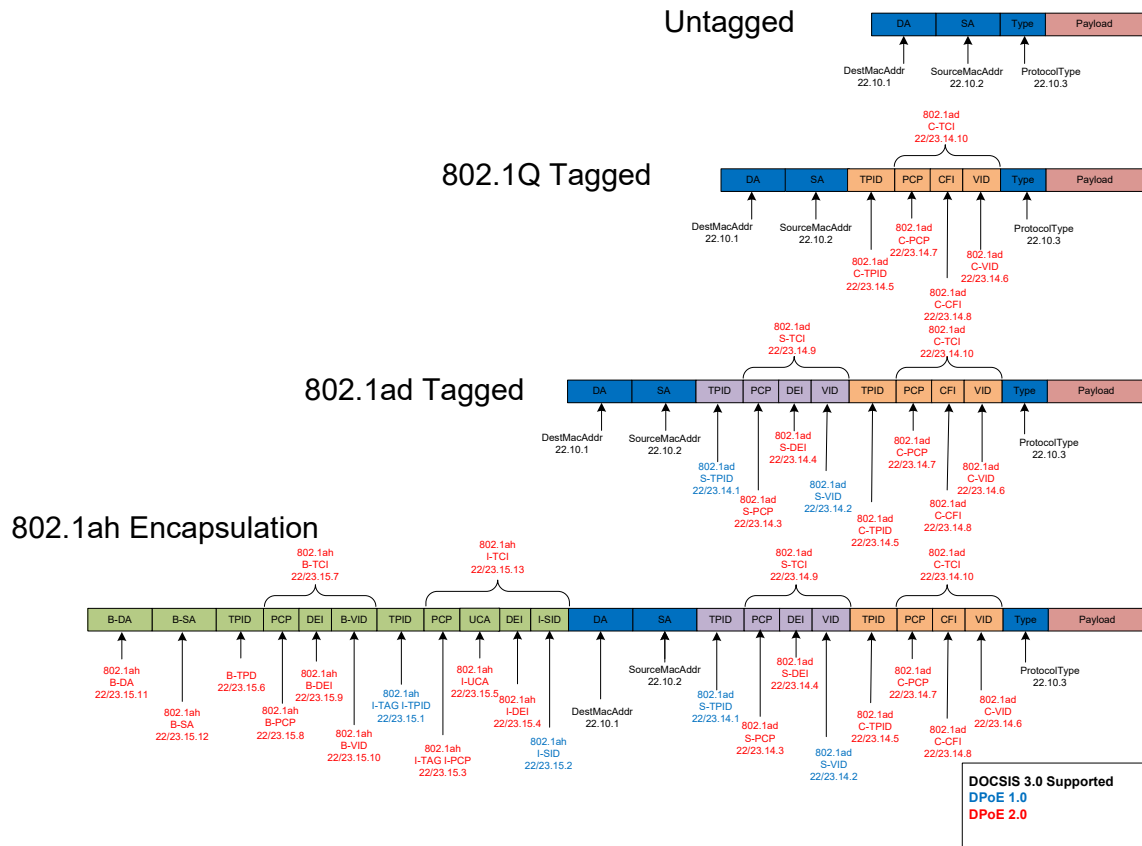 Untagged
DA SA Type Payload
DestMacAddr
22.10.1
SourceMacAddr
22.10.2
ProtocolType
22.10.3
802.1ad
C-TCI
22/23.14.10
802.1Q Tagged
DA SA TPID PCP CFI VID Type Payload
DestMacAddr
22.10.1
SourceMacAddr
22.10.2
802.1ad
C-TPID
22/23.14.5
802.1ad
C-PCP
22/23.14.7
802.1ad
C-CFI
22/23.14.8
802.1ad
C-VID
22/23.14.6
ProtocolType
22.10.3
802.1ad
S-TCI
22/23.14.9
802.1ad
C-TCI
22/23.14.10
802.1ad Tagged
DA SA TPID PCP DEI VID TPID PCP CFI VID Type Payload
DestMacAddr
22.10.1
SourceMacAddr
22.10.2
802.1ad
S-TPID
22/23.14.1
802.1ad
S-PCP
22/23.14.3
802.1ad
S-DEI
22/23.14.4
802.1ad
S-VID
22/23.14.2
802.1ad
C-TPID
22/23.14.5
802.1ad
C-PCP
22/23.14.7
802.1ad
C-CFI
22/23.14.8
802.1ad
C-VID
22/23.14.6
ProtocolType
22.10.3
802.1ah Encapsulation
802.1ah
B-TCI
22/23.15.7
802.1ah
I-TCI
22/23.15.13
802.1ad
S-TCI
22/23.14.9
802.1ad
C-TCI
22/23.14.10
B-DA B-SA TPID PCP DEI B-VID TPID PCP UCA DEI I-SID DA SA TPID PCP DEI VID TPID PCP CFI VID Type Payload
802.1ah
B-DA
22/23.15.11
802.1ah
B-SA
22/23.15.12
B-TPD
22/23.15.6
802.1ah
B-PCP
22/23.15.8
802.1ah
B-DEI
22/23.15.9
802.1ah
B-VID
22/23.15.10
802.1ah
I-TAG I-TPID
22/23.15.1
802.1ah
I-TAG I-PCP
22/23.15.3
802.1ah
I-UCA
22/23.15.5
802.1ah
I-DEI
22/23.15.4
802.1ah
I-SID
22/23.15.2
DestMacAddr
22.10.1
SourceMacAddr
22.10.2
802.1ad
S-TPID
22/23.14.1
802.1ad
S-PCP
22/23.14.3
802.1ad
S-DEI
22/23.14.4
802.1ad
S-VID
22/23.14.2
802.1ad
C-TPID
22/23.14.5
802.1ad
C-PCP
22/23.14.7
802.1ad
C-CFI
22/23.14.8
802.1ad
C-VID
22/23.14.6
ProtocolType
22.10.3
DOCSIS 3.0 Supported
DPoE 1.0
DPoE 2.0